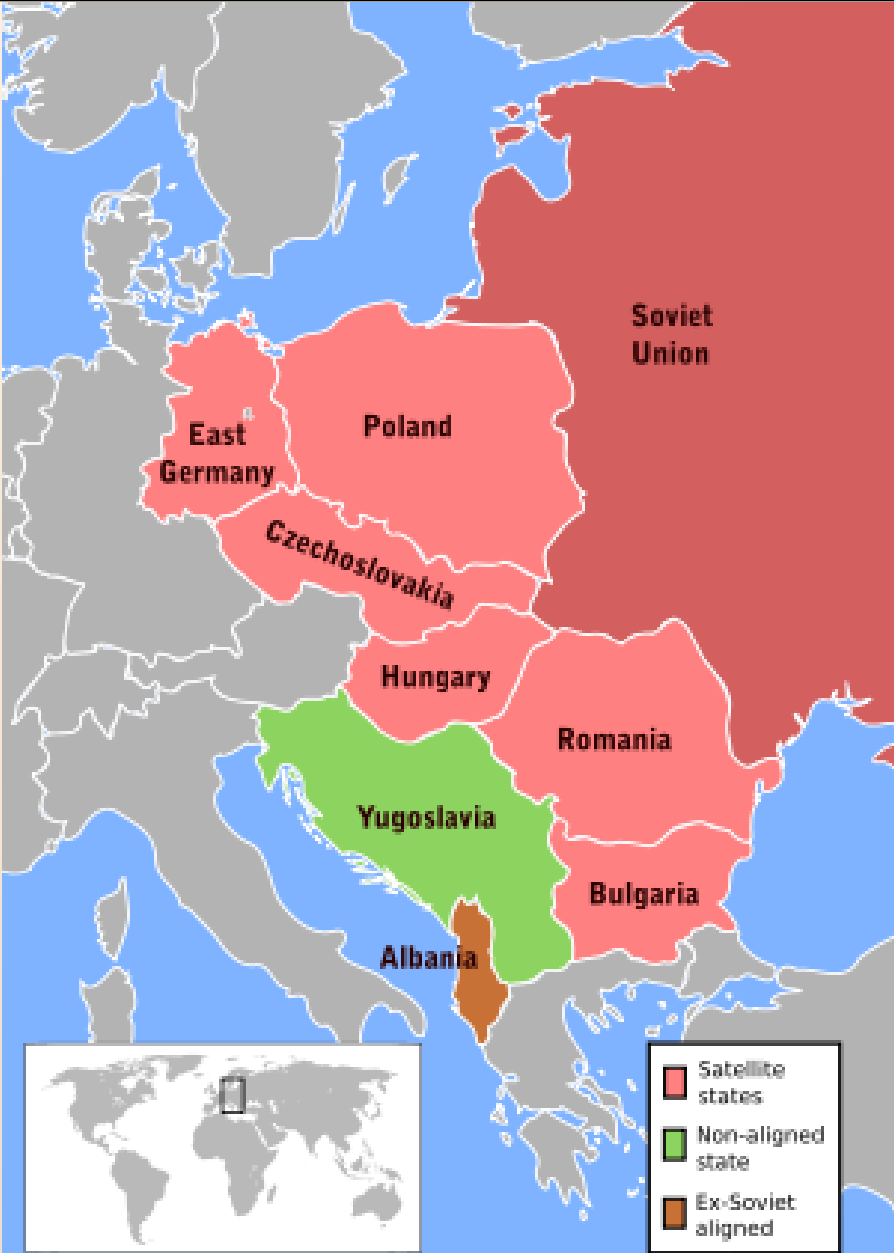 Soviet
Union
Poland
East
Germany
Czechoslovakia
Hungary
Romania
Yugoslavia
Bulgaria
Albania
Satellite
states
Non-aligned
state
Ex-Soviet
aligned